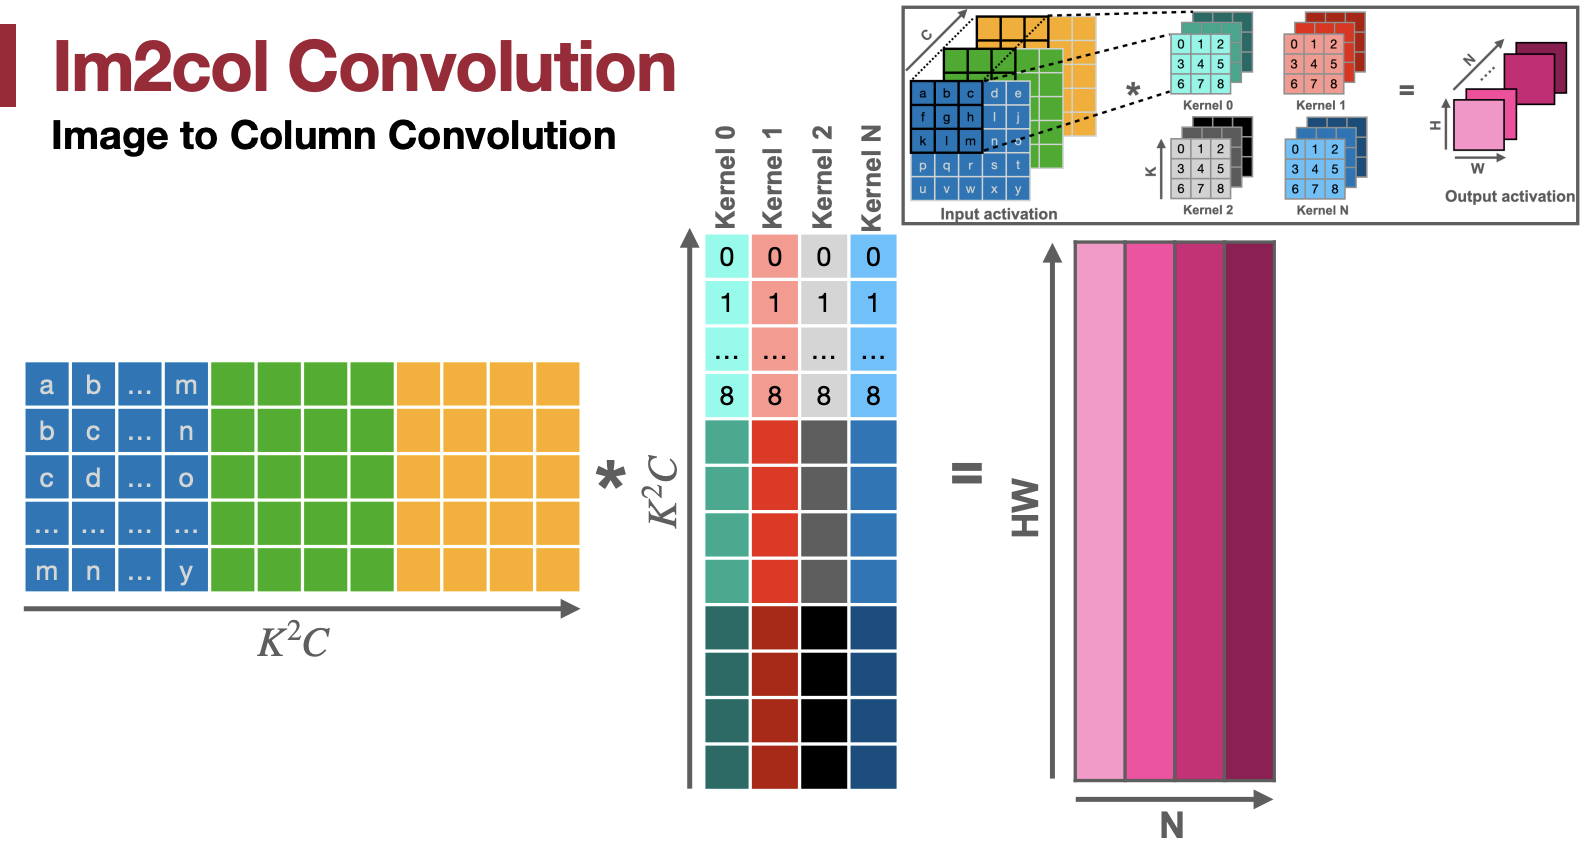 Im2col Convolution
Image to Column Convolution
C
a b c d e
f g h I j
k l m n o
p q r s t
u v w x y
Input activation
*
0 1 2
3 4 5
6 7 8
Kernel 0
0 1 2
3 4 5
6 7 8
Kernel 1
K
0 1 2
3 4 5
6 7 8
Kernel 2
0 1 2
3 4 5
6 7 8
Kernel N
=
N
H
W
Output activation
a b ... m
b c ... n
c d ... o
... ... ... ...
m n ... y
K²C
*
K²C
Kernel 0 Kernel 1 Kernel 2 Kernel N
0 0 0 0
1 1 1 1
... ... ... ...
8 8 8 8
=
HW
N